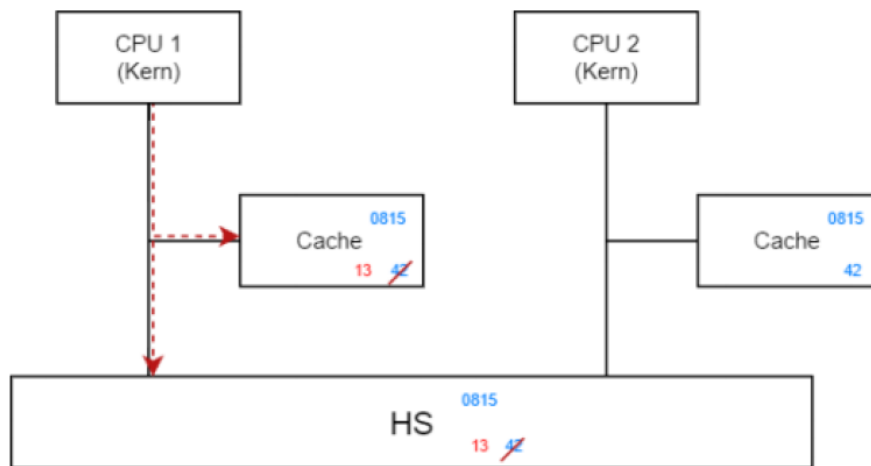 CPU 1
(Kern)
CPU 2
(Kern)
0815
Cache
13 42
0815
Cache
42
0815
HS
13 42